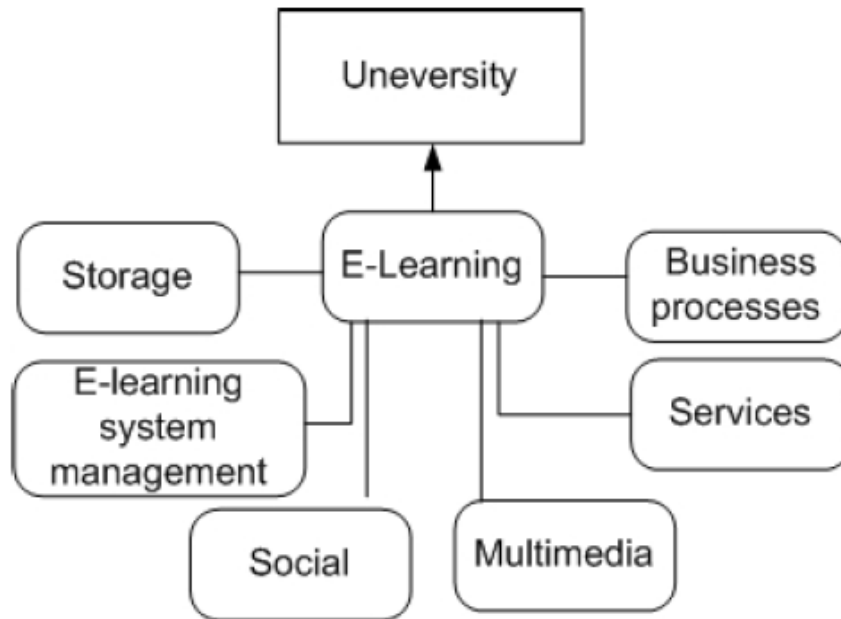 Uneversity
E-Learning
Storage
Business
processes
E-learning
system
management
Services
Social
Multimedia